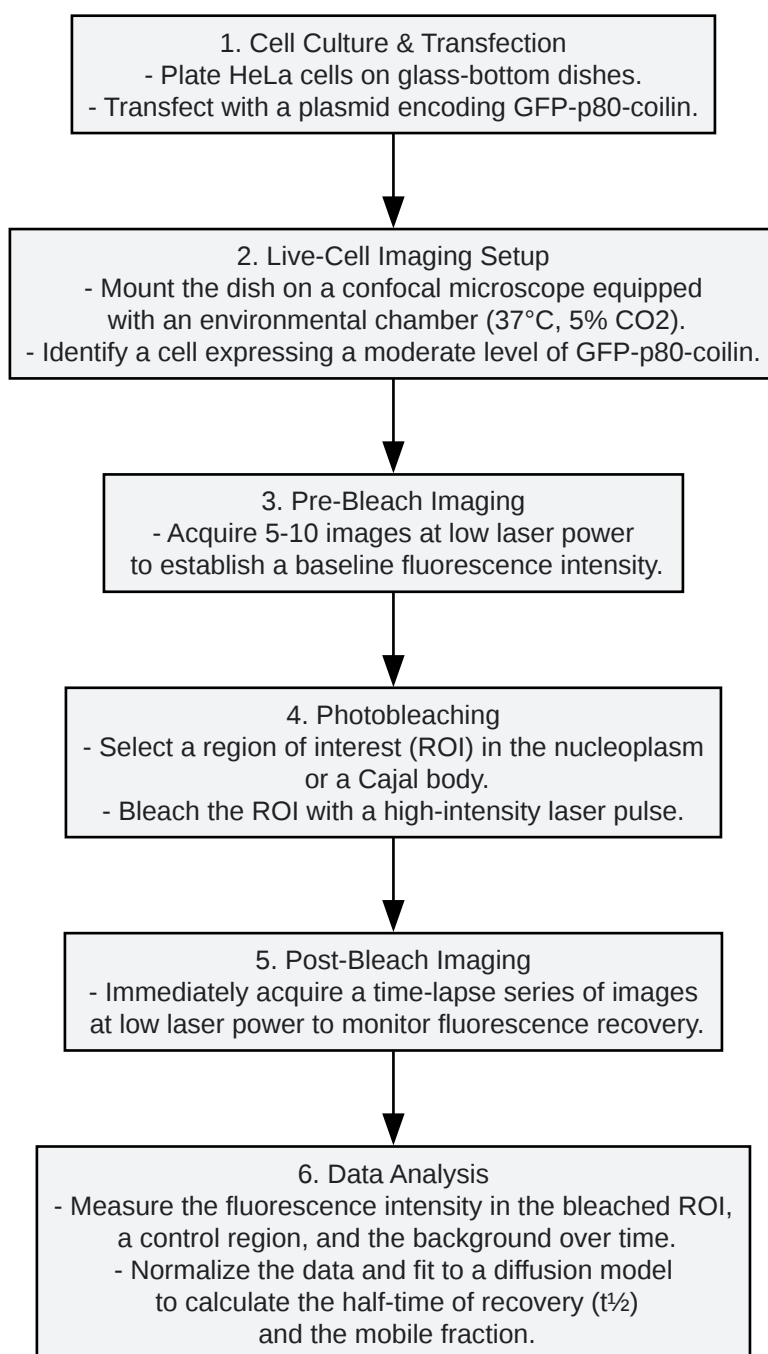 1. Cell Culture & Transfection
- Plate HeLa cells on glass-bottom dishes.
- Transfect with a plasmid encoding GFP-p80-coilin.
2. Live-Cell Imaging Setup
- Mount the dish on a confocal microscope equipped
with an environmental chamber (37°C, 5% CO2).
- Identify a cell expressing a moderate level of GFP-p80-coilin.
3. Pre-Bleach Imaging
- Acquire 5-10 images at low laser power
to establish a baseline fluorescence intensity.
4. Photobleaching
- Select a region of interest (ROI) in the nucleoplasm
or a Cajal body.
- Bleach the ROI with a high-intensity laser pulse.
5. Post-Bleach Imaging
- Immediately acquire a time-lapse series of images
at low laser power to monitor fluorescence recovery.
6. Data Analysis
- Measure the fluorescence intensity in the bleached ROI,
a control region, and the background over time.
- Normalize the data and fit to a diffusion model
to calculate the half-time of recovery (t½)
and the mobile fraction.